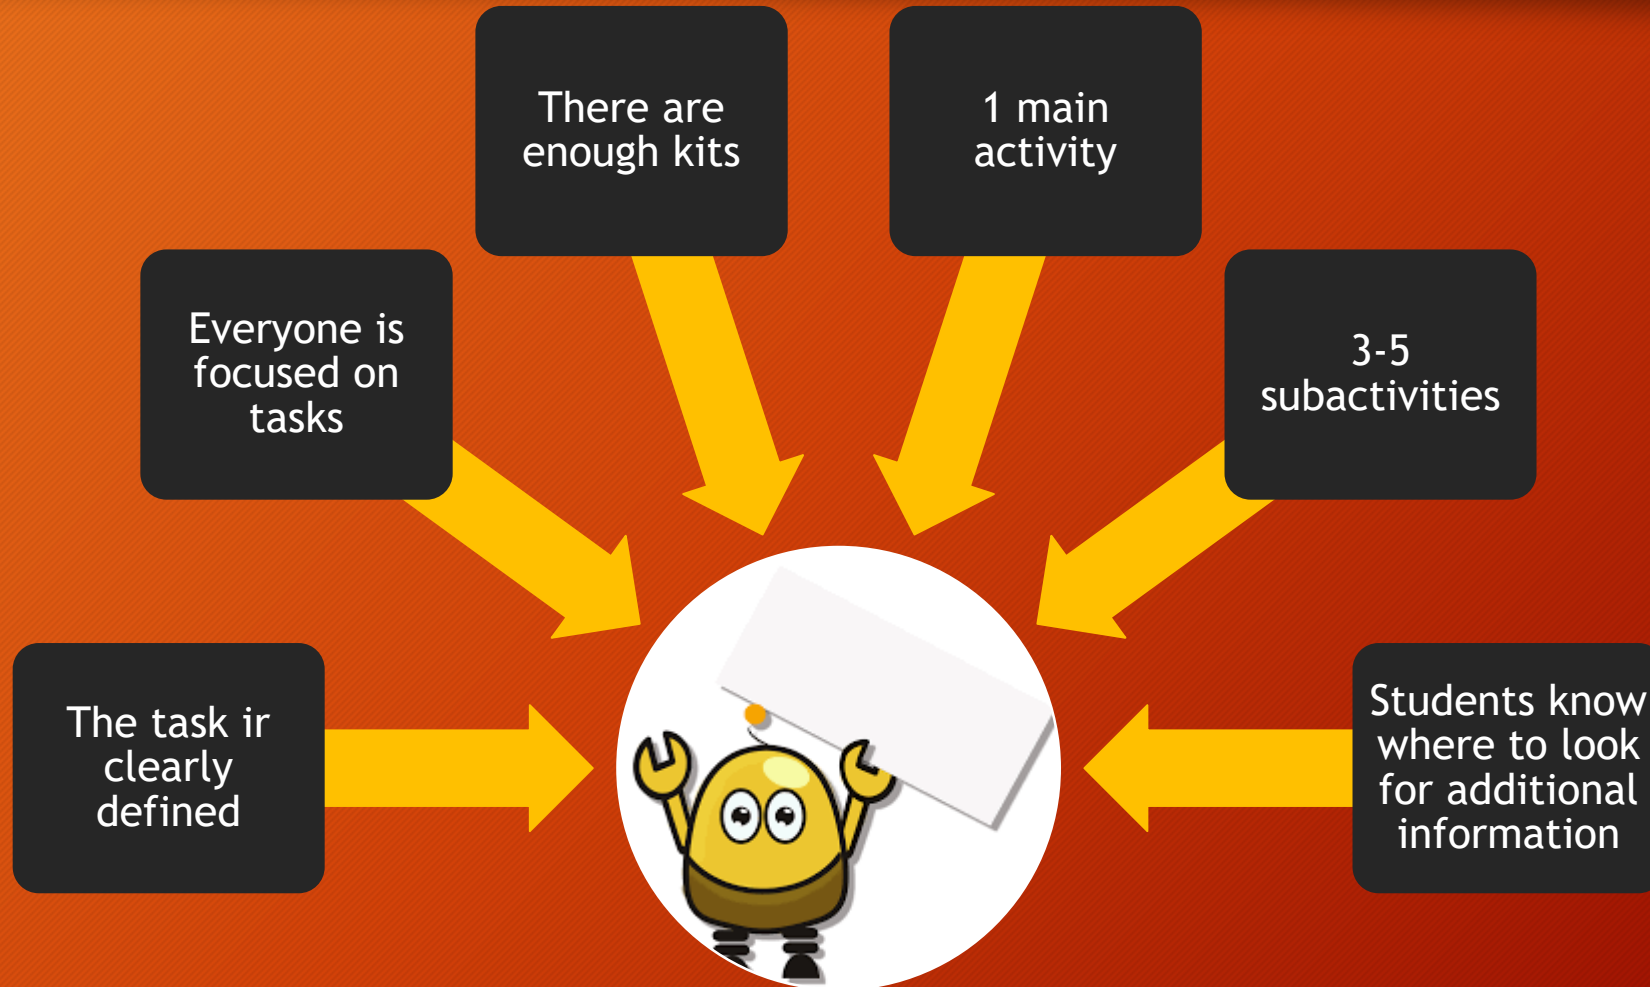 There are
enough kits
1 main
activity
Everyone is
focused on
tasks
3-5
subactivities
The task ir
clearly
defined
Students know
where to look
for additional
information